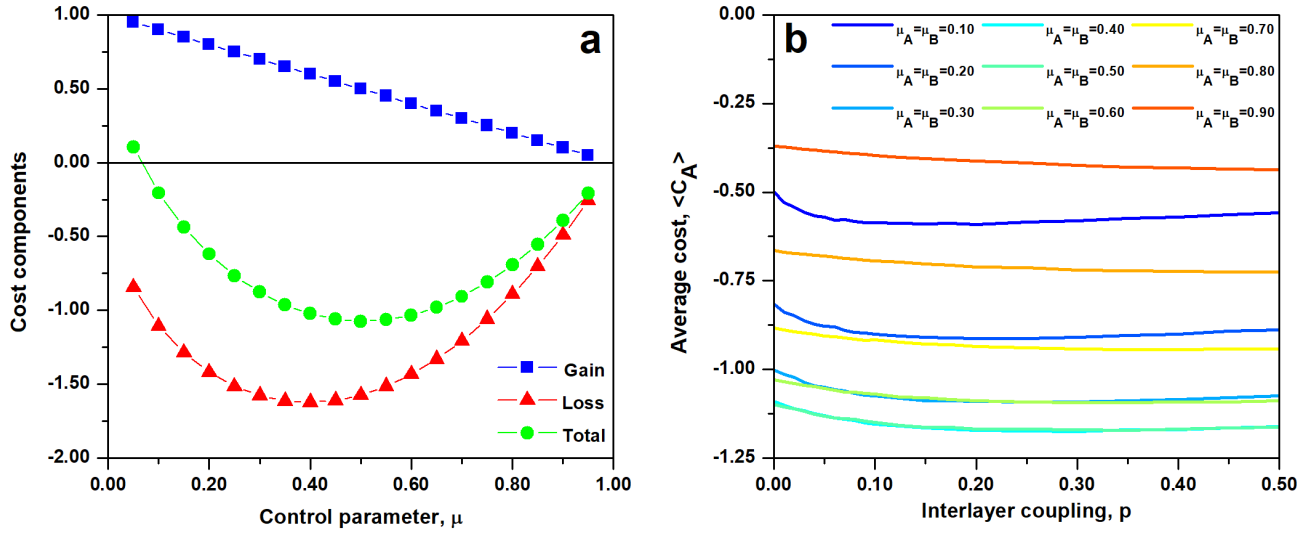 a
1.00
0.50
0.00
-0.50
-1.00
-1.50
-2.00
Cost components
0.00 0.20 0.40 0.60 0.80 1.00
Control parameter, μ
Gain
Loss
Total
b
0.00
-0.25
-0.50
-0.75
-1.00
-1.25
Average cost, <C_A>
μ_A=μ_B=0.10 μ_A=μ_B=0.40 μ_A=μ_B=0.70
μ_A=μ_B=0.20 μ_A=μ_B=0.50 μ_A=μ_B=0.80
μ_A=μ_B=0.30 μ_A=μ_B=0.60 μ_A=μ_B=0.90
0.00 0.10 0.20 0.30 0.40 0.50
Interlayer coupling, p